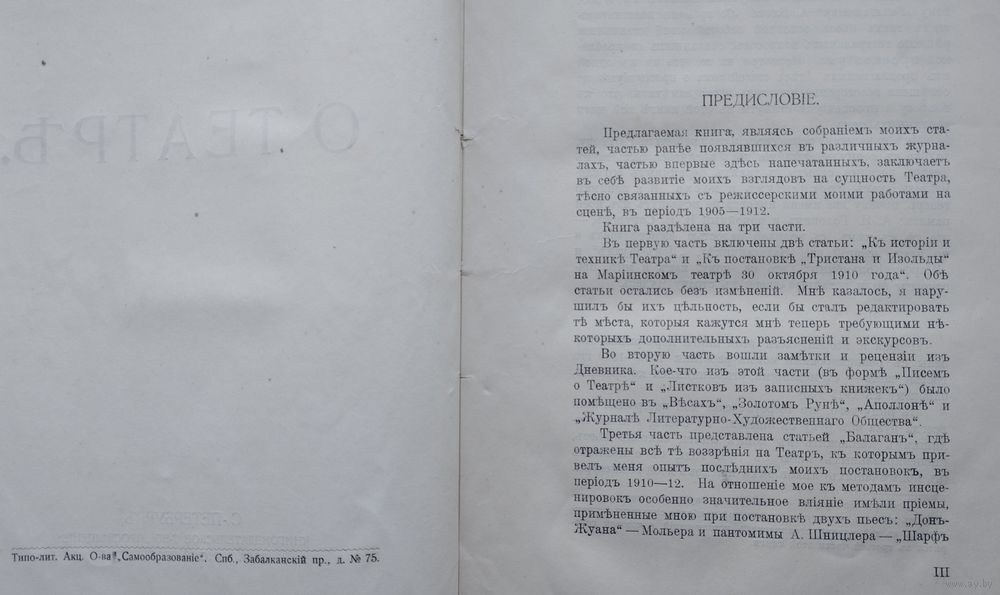 О ТЕАТРѢ.
Типо-лит. Акц. О-ва „Самообразованіе“. Спб., Забалканскій пр., д. № 75.
ПРЕДИСЛОВІЕ.
Предлагаемая книга, являясь собраніемъ моихъ ста-
тей, частью ранѣе появлявшихся въ различныхъ журна-
лахъ, частью впервые здѣсь напечатанныхъ, заключаетъ
въ себѣ развитіе моихъ взглядовъ на сущность Театра,
тѣсно связанныхъ съ режиссерскими моими работами на
сценѣ, въ періодъ 1905—1912.
Книга раздѣлена на три части.
Въ первую часть включены двѣ статьи: „Къ исторіи и
техникѣ Театра“ и „Къ постановкѣ „Тристана и Изольды“
на Маріинскомъ театрѣ 30 октября 1910 года“. Обѣ
статьи остались безъ измѣненій. Мнѣ казалось, я нару-
шилъ бы ихъ цѣльность, если бы сталъ редактировать
тѣ мѣста, которыя кажутся мнѣ теперь требующими нѣ-
которыхъ дополнительныхъ разъясненій и экскурсовъ.
Во вторую часть вошли замѣтки и рецензіи изъ
Дневника. Кое-что изъ этой части (въ формѣ „Писемъ
о Театрѣ“ и „Листковъ изъ записныхъ книжекъ“) было
помѣщено въ „Вѣсахъ“, „Золотомъ Рунѣ“, „Аполлонѣ“ и
„Журналѣ Литературно-Художественнаго Общества“.
Третья часть представлена статьей „Балаганъ“, гдѣ
отражены всѣ тѣ воззрѣнія на Театръ, къ которымъ при-
велъ меня опытъ послѣднихъ моихъ постановокъ, въ
періодъ 1910—12. На отношеніе мое къ методамъ инсце-
нировокъ особенно значительное вліяніе имѣли пріемы,
примѣненные мною при постановкѣ двухъ пьесъ: „Донъ-
Жуана“—Мольера и пантомимы А. Шницлера—„Шарфъ
III
www.ay.by